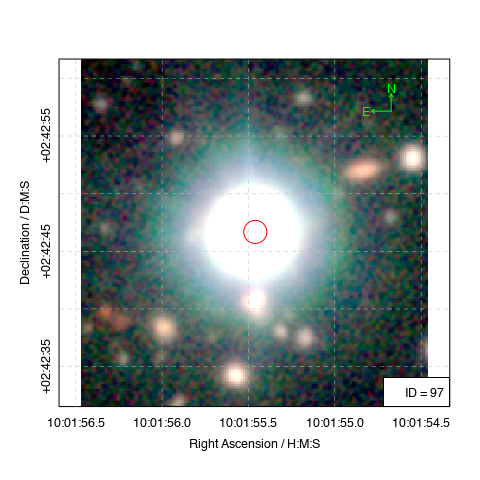 N
E
+02:42:55
+02:42:45
+02:42:35
Declination / D:M:S
ID = 97
10:01:56.5 10:01:56.0 10:01:55.5 10:01:55.0 10:01:54.5
Right Ascension / H:M:S